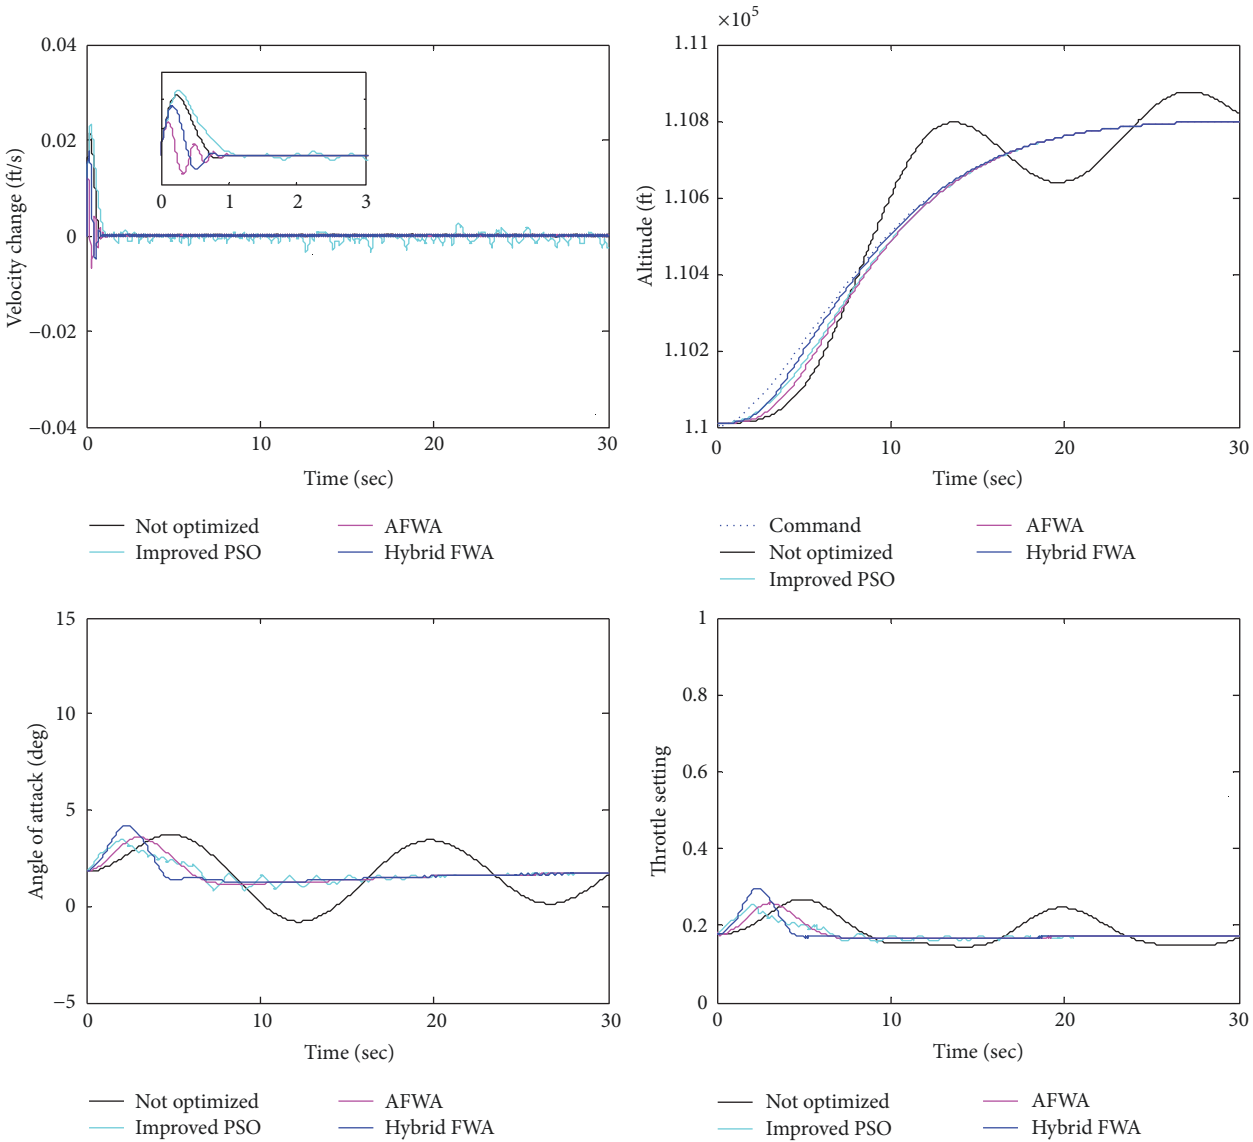 0.04
0.02
0
−0.02
−0.04
Velocity change (ft/s)
0 1 2 3
0 10 20 30
Time (sec)
Not optimized
Improved PSO
AFWA
Hybrid FWA
×10⁵
1.11
1.108
1.106
1.104
1.102
1.1
Altitude (ft)
0 10 20 30
Time (sec)
Command
Not optimized
Improved PSO
AFWA
Hybrid FWA
15
10
5
0
−5
Angle of attack (deg)
0 10 20 30
Time (sec)
Not optimized
Improved PSO
AFWA
Hybrid FWA
1
0.8
0.6
0.4
0.2
0
Throttle setting
0 10 20 30
Time (sec)
Not optimized
Improved PSO
AFWA
Hybrid FWA